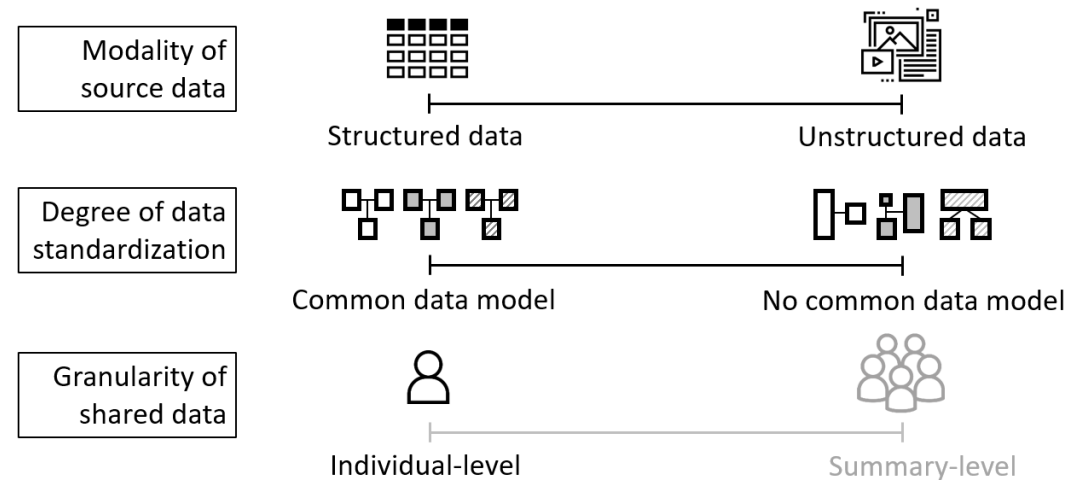 Modality of
source data
Structured data
Unstructured data
Degree of data
standardization
Common data model
No common data model
Granularity of
shared data
Individual-level
Summary-level